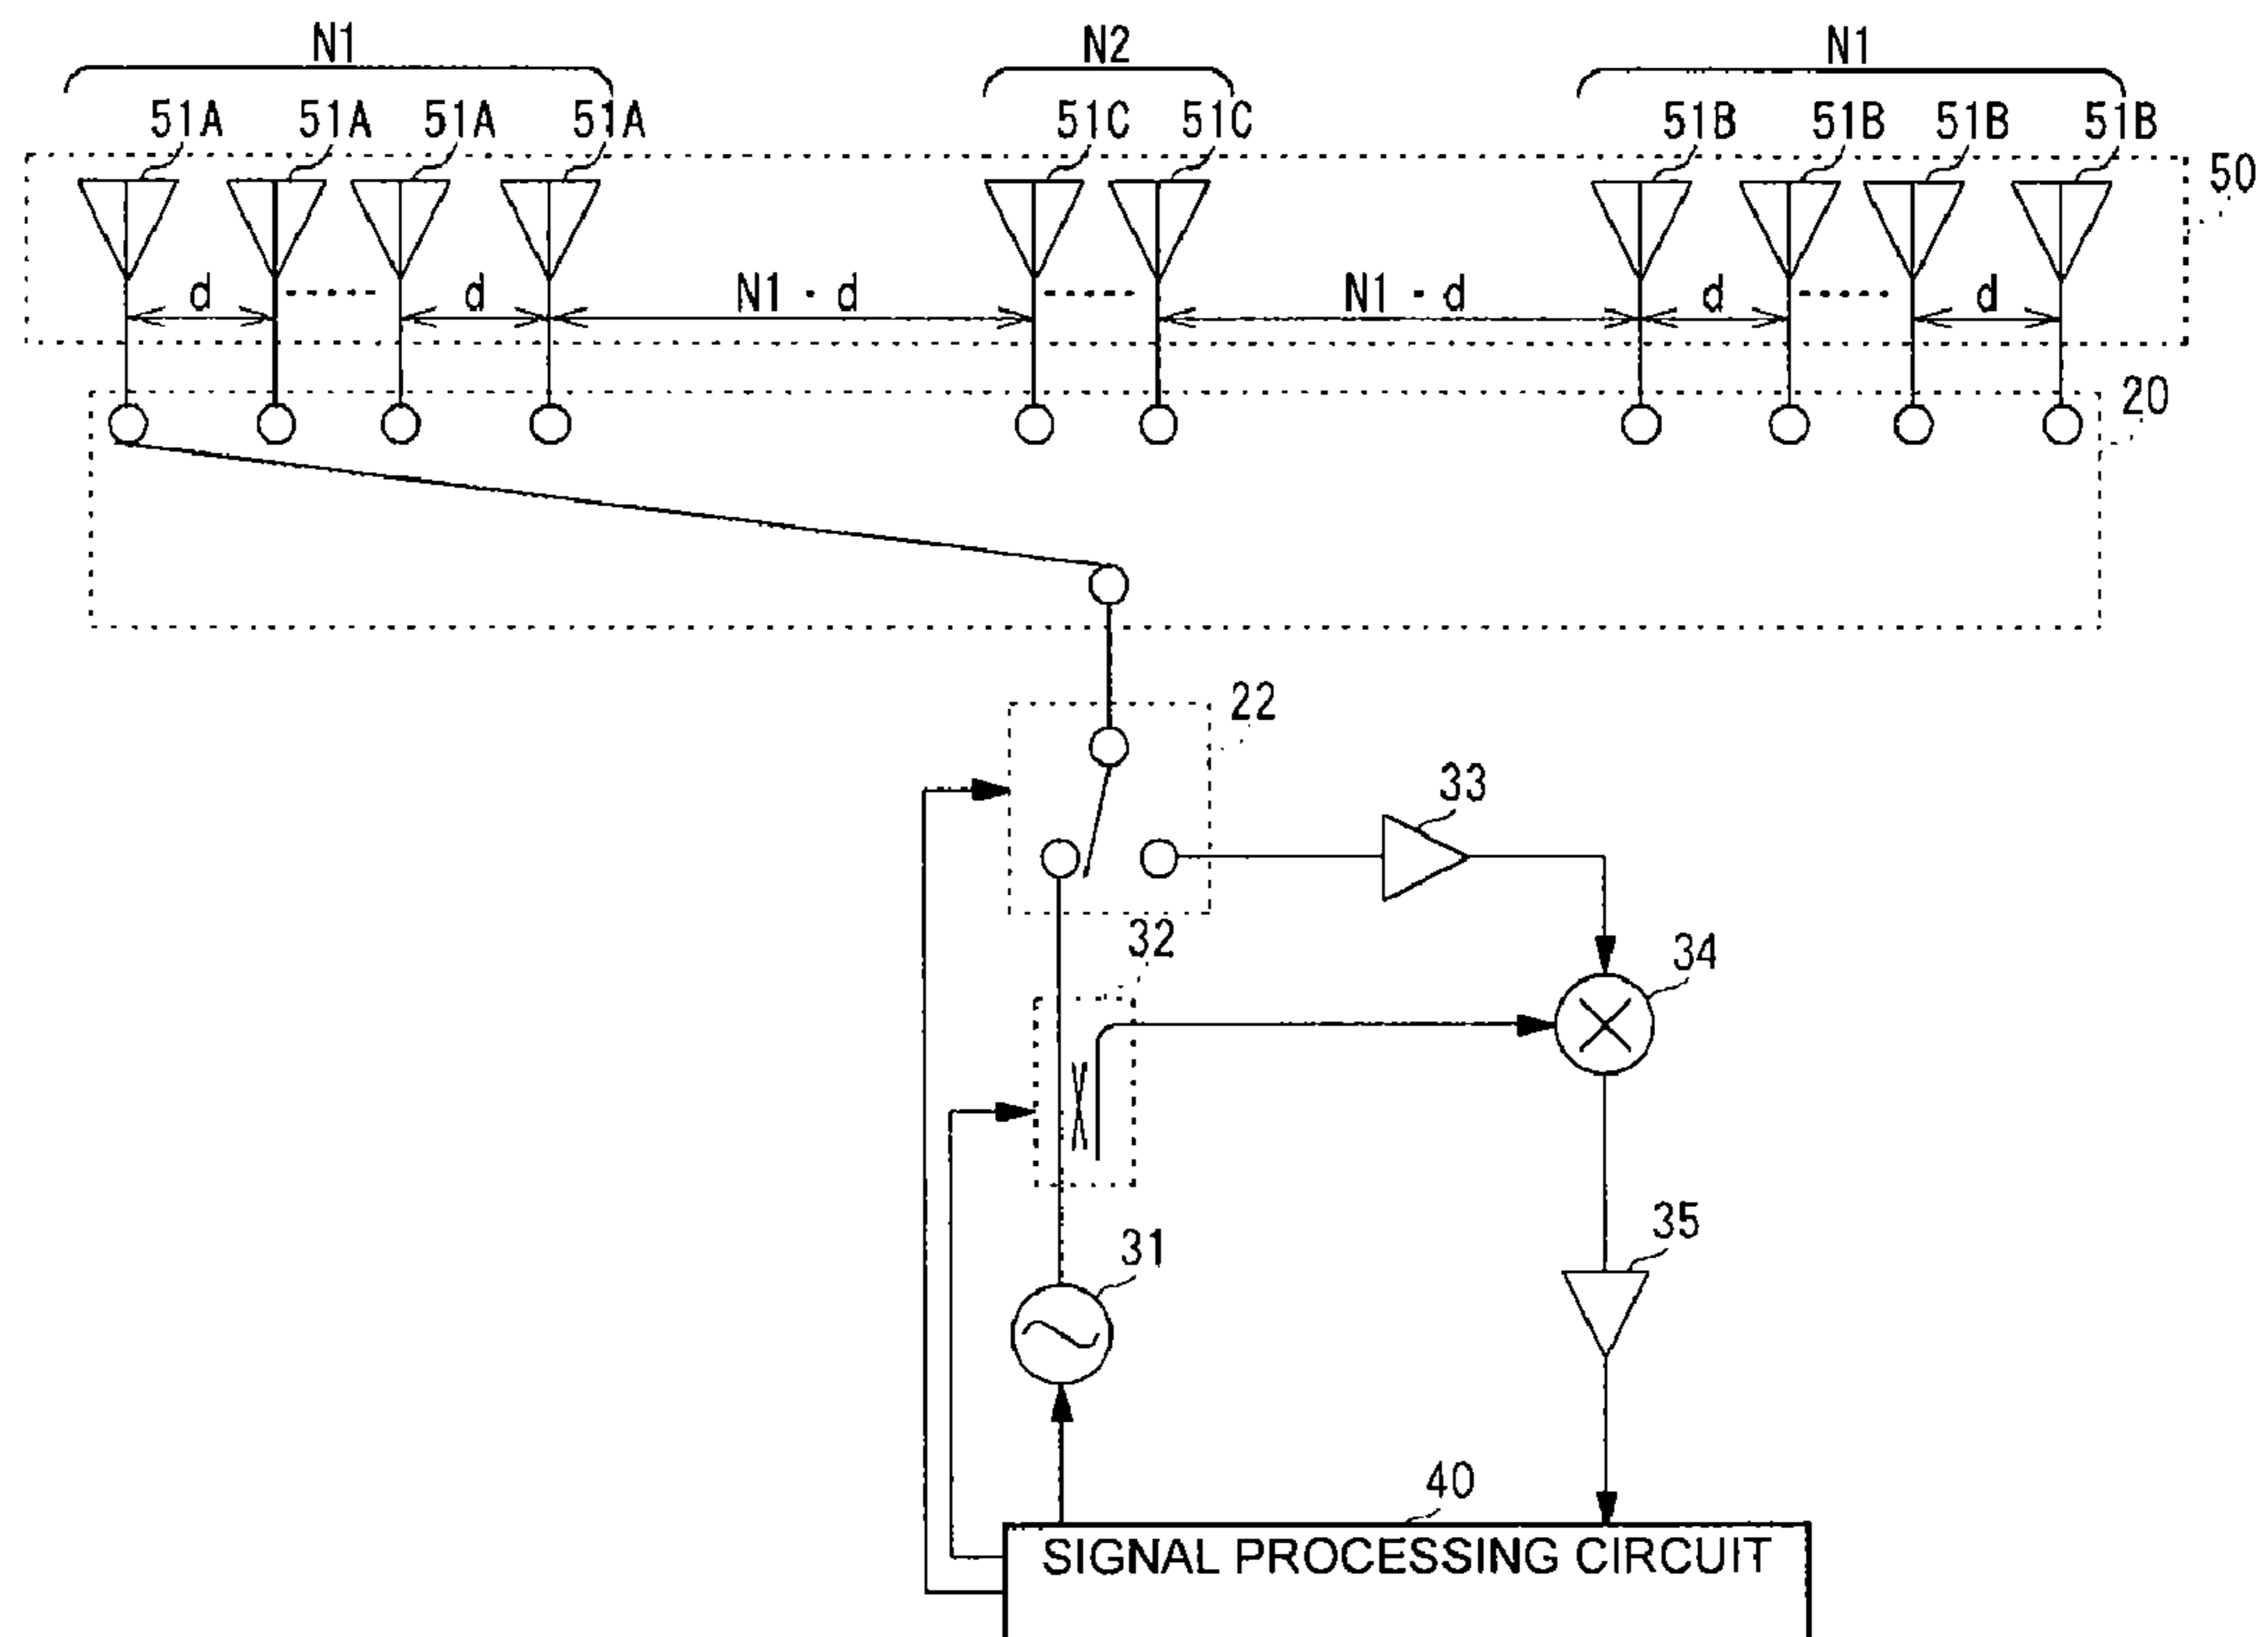 N1 N2 N1
51A 51A 51A 51A 51C 51C 51B 51B 51B 51B
50
d d N1・d N1・d d d
20
22
33
32
34
35
31
40
SIGNAL PROCESSING CIRCUIT